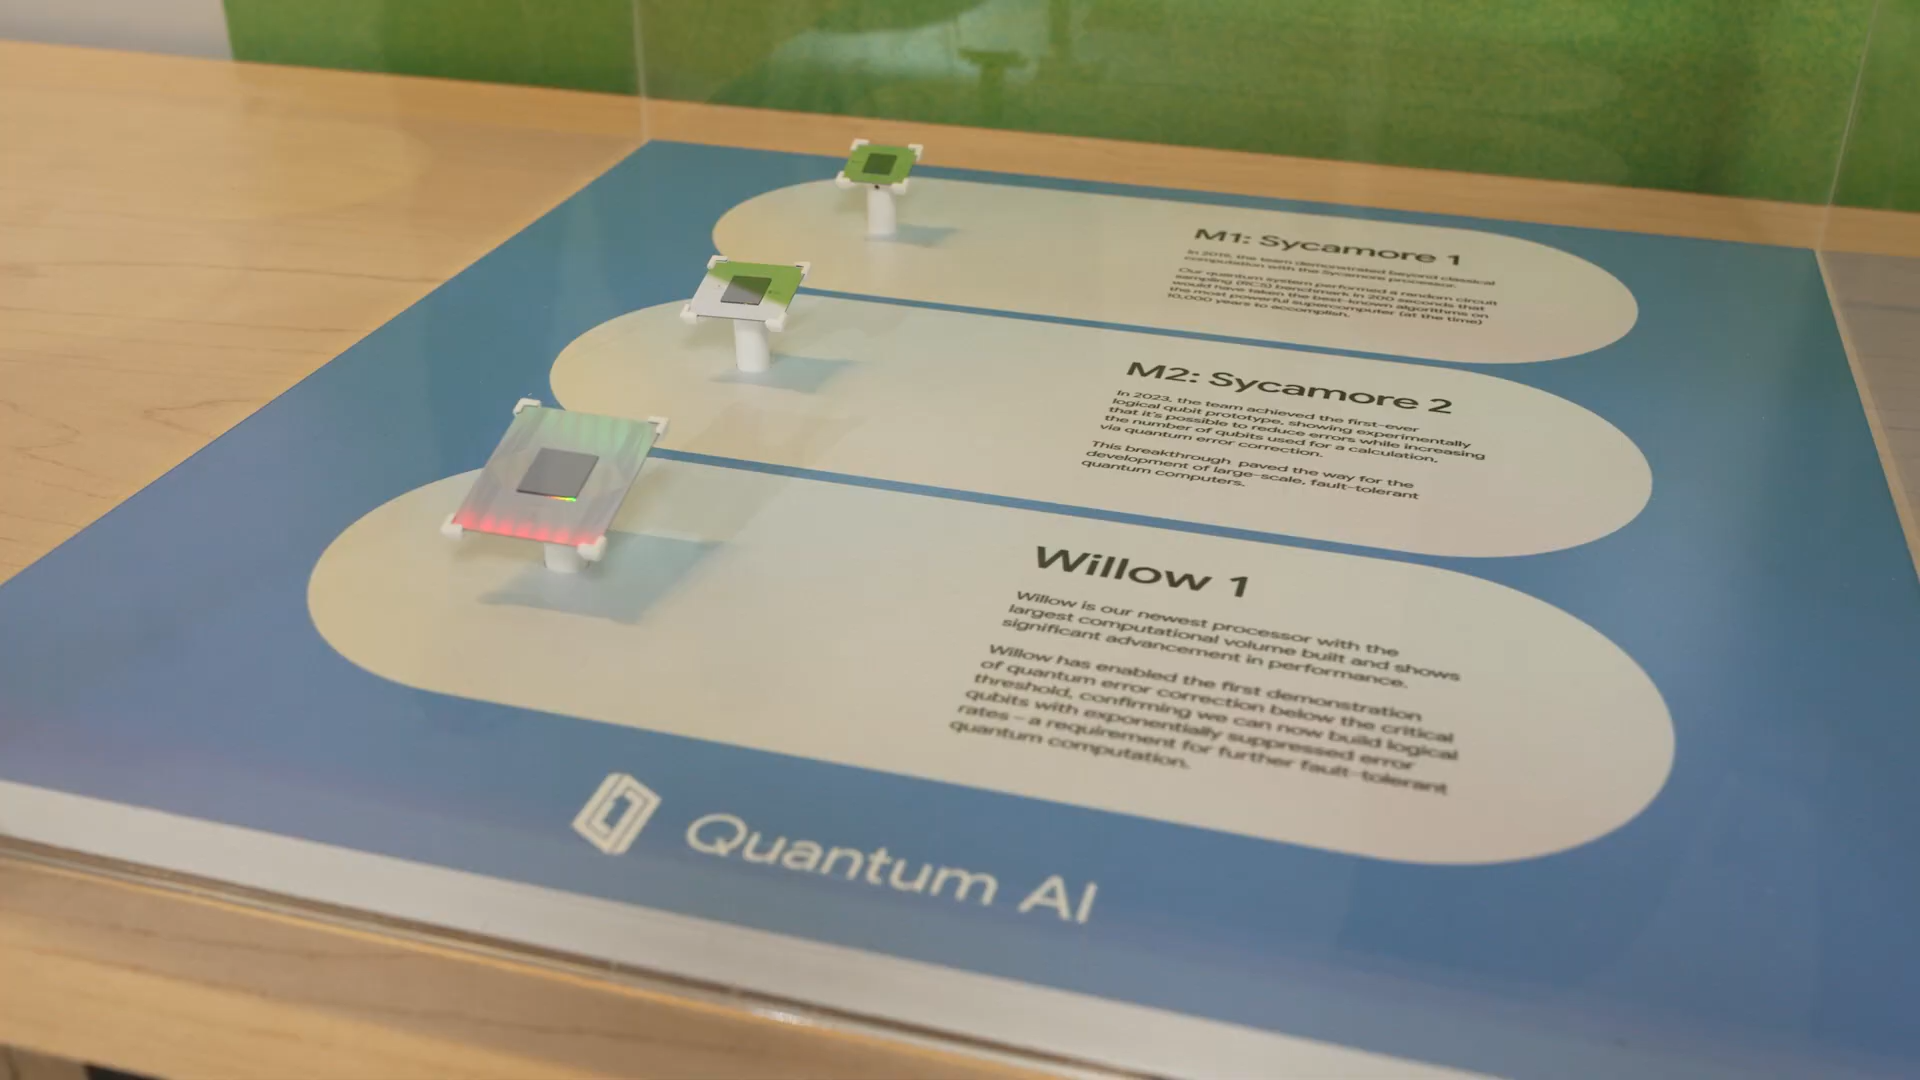 M1: Sycamore 1
In 2019, the team demonstrated beyond classical
computation with the Sycamore processor.
Our quantum system performed a random circuit
sampling (RCS) benchmark in 200 seconds that
would have taken the best-known algorithms on
the most powerful supercomputer (at the time)
10,000 years to accomplish.
M2: Sycamore 2
In 2023, the team achieved the first-ever
logical qubit prototype, showing experimentally
that it's possible to reduce errors while increasing
the number of qubits used for a calculation,
via quantum error correction.
This breakthrough paved the way for the
development of large-scale, fault-tolerant
quantum computers.
Willow 1
Willow is our newest processor with the
largest computational volume built and shows
significant advancement in performance.
Willow has enabled the first demonstration
of quantum error correction below the critical
threshold, confirming we can now build logical
qubits with exponentially suppressed error
rates – a requirement for further fault-tolerant
quantum computation.
Quantum AI